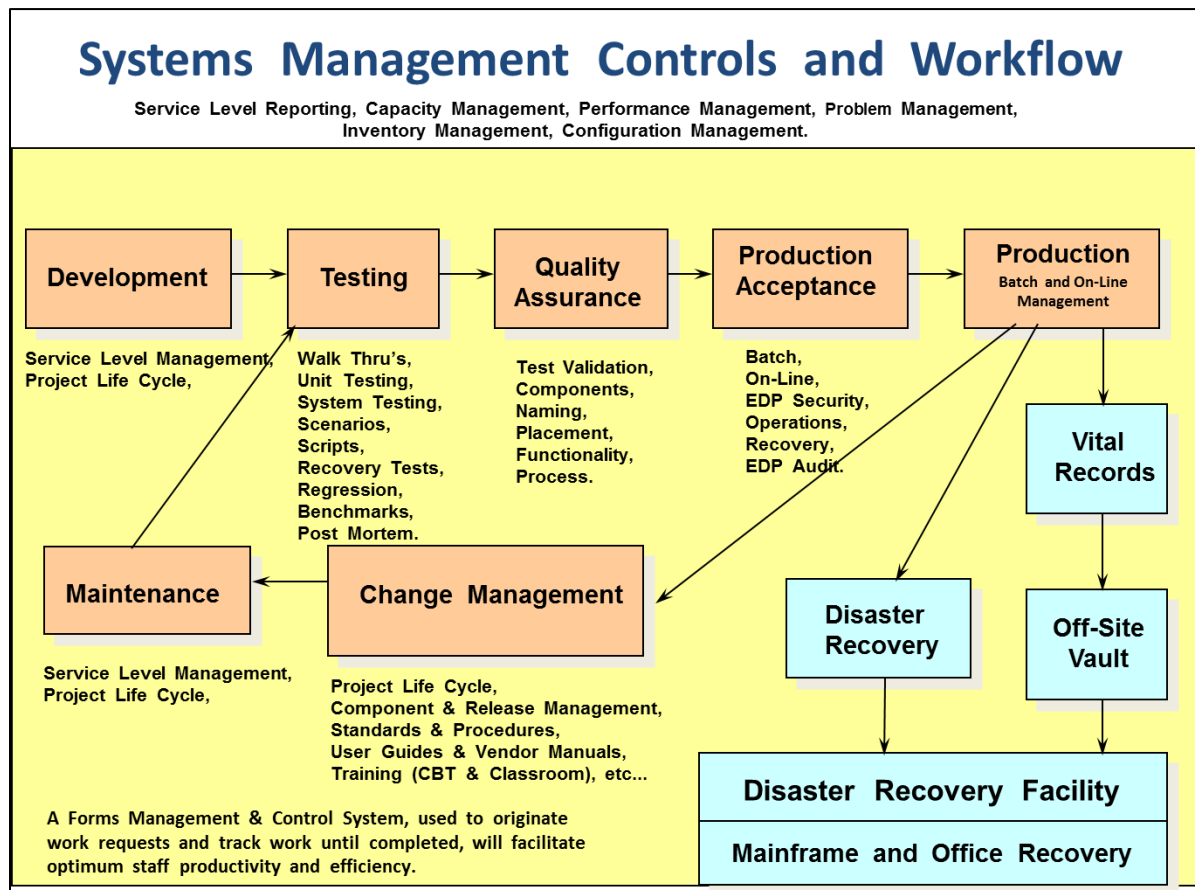 Systems Management Controls and Workflow
Service Level Reporting, Capacity Management, Performance Management, Problem Management,
Inventory Management, Configuration Management.
Development
Testing
Quality
Assurance
Production
Acceptance
Production
Batch and On-Line
Management
Service Level Management,
Project Life Cycle,
Walk Thru's,
Unit Testing,
System Testing,
Scenarios,
Scripts,
Recovery Tests,
Regression,
Benchmarks,
Post Mortem.
Test Validation,
Components,
Naming,
Placement,
Functionality,
Process.
Batch,
On-Line,
EDP Security,
Operations,
Recovery,
EDP Audit.
Vital
Records
Maintenance
Change Management
Disaster
Recovery
Off-Site
Vault
Service Level Management,
Project Life Cycle,
Project Life Cycle,
Component & Release Management,
Standards & Procedures,
User Guides & Vendor Manuals,
Training (CBT & Classroom), etc...
Disaster Recovery Facility
Mainframe and Office Recovery
A Forms Management & Control System, used to originate
work requests and track work until completed, will facilitate
optimum staff productivity and efficiency.